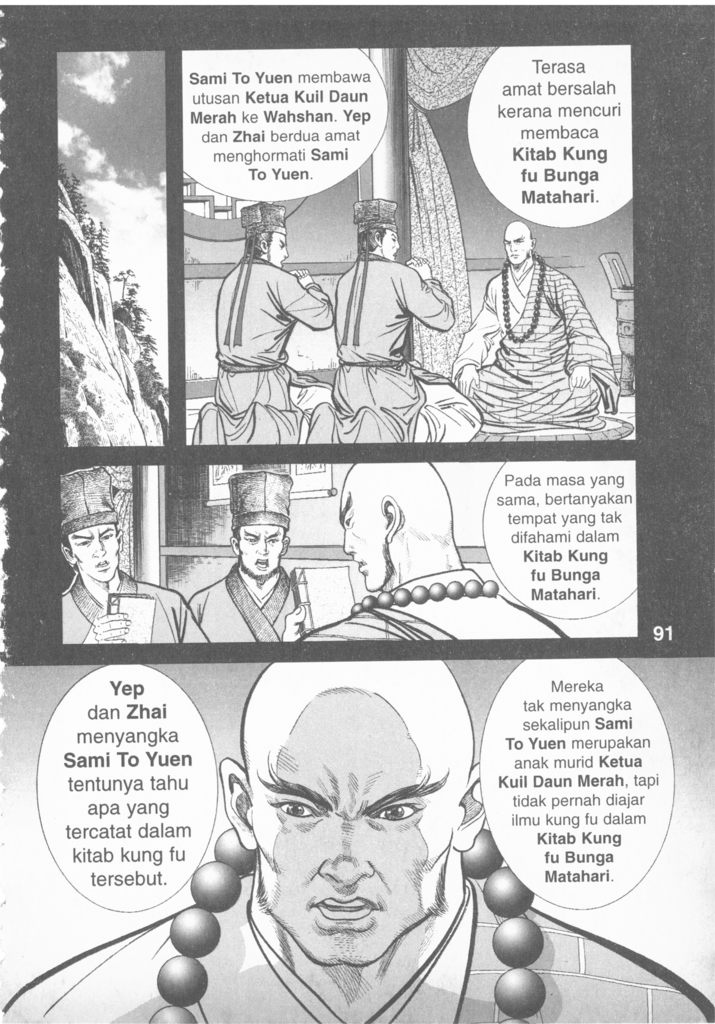 Sami To Yuen membawa
utusan Ketua Kuil Daun
Merah ke Wahshan. Yep
dan Zhai berdua amat
menghormati Sami
To Yuen.
Terasa
amat bersalah
kerana mencuri
membaca
Kitab Kung
fu Bunga
Matahari.
Pada masa yang
sama, bertanyakan
tempat yang tak
difahami dalam
Kitab Kung
fu Bunga
Matahari.
91
Yep
dan Zhai
menyangka
Sami To Yuen
tentunya tahu
apa yang
tercatat dalam
kitab kung fu
tersebut.
Mereka
tak menyangka
sekalipun Sami
To Yuen merupakan
anak murid Ketua
Kuil Daun Merah, tapi
tidak pernah diajar
ilmu kung fu dalam
Kitab Kung
fu Bunga
Matahari.